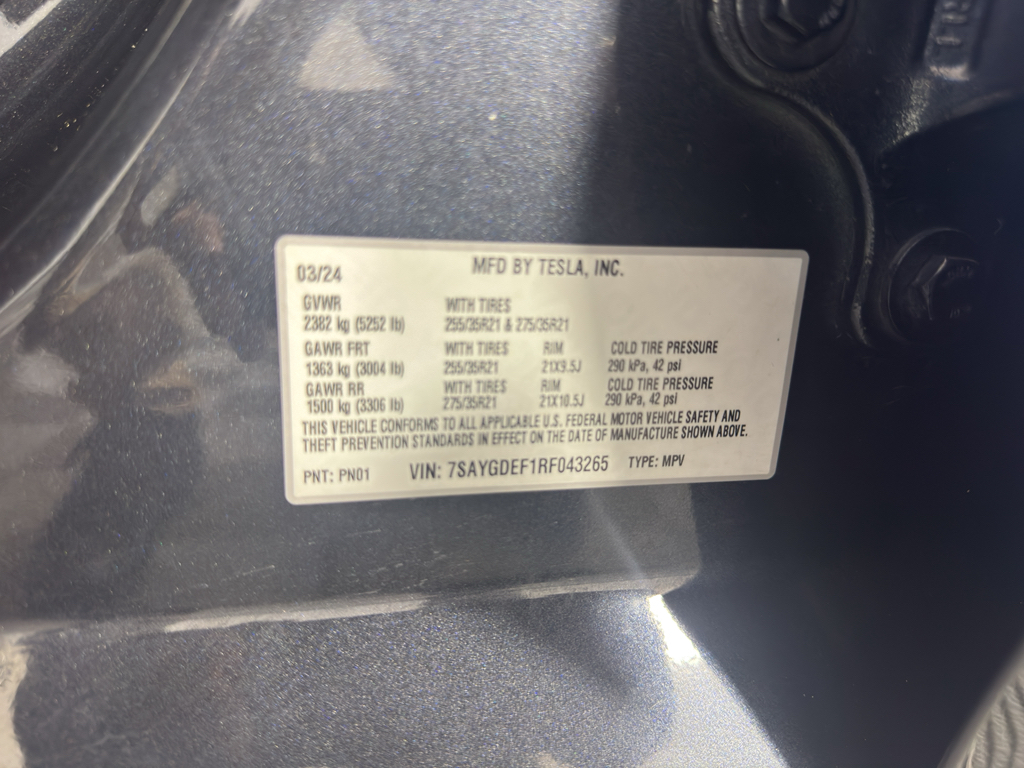 03/24 MFD BY TESLA, INC.
GVWR WITH TIRES
2382 kg (5252 lb) 255/35R21 & 275/35R21
GAWR FRT WITH TIRES RIM COLD TIRE PRESSURE
1363 kg (3004 lb) 255/35R21 21X9.5J 290 kPa, 42 psi
GAWR RR WITH TIRES RIM COLD TIRE PRESSURE
1500 kg (3306 lb) 275/35R21 21X10.5J 290 kPa, 42 psi
THIS VEHICLE CONFORMS TO ALL APPLICABLE U.S. FEDERAL MOTOR VEHICLE SAFETY AND
THEFT PREVENTION STANDARDS IN EFFECT ON THE DATE OF MANUFACTURE SHOWN ABOVE.
PNT: PN01 VIN: 7SAYGDEF1RF043265 TYPE: MPV